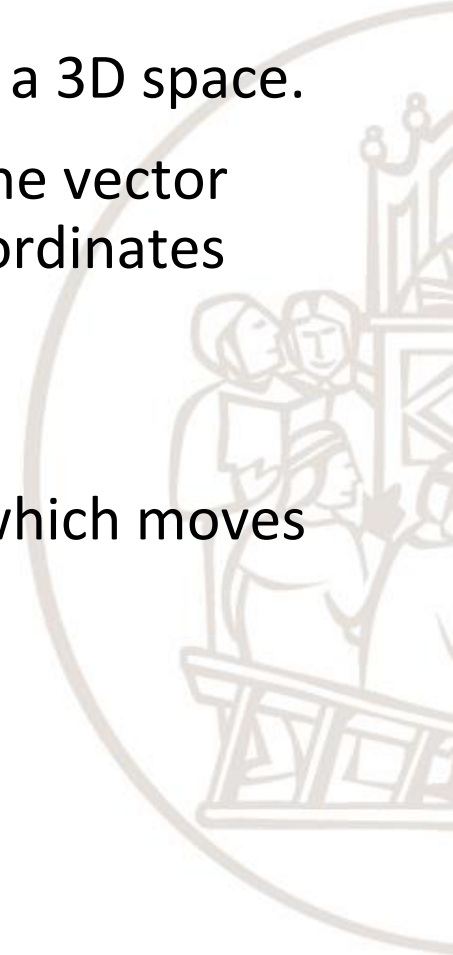 a 3D space.
he vector
ordinates
which moves